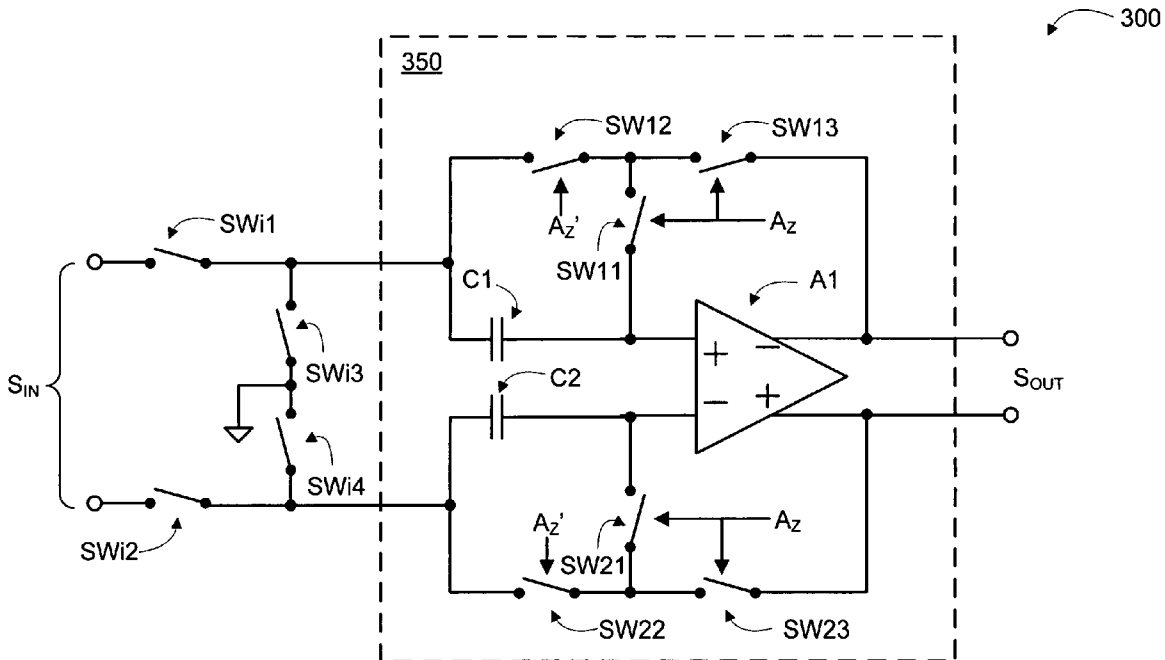 300
350
SW12
SW13
SWi1
Az'
Az
SW11
C1
A1
+
−
SWi3
SIN
C2
SOUT
−
+
SWi4
Az'
Az
SWi2
SW21
SW22
SW23